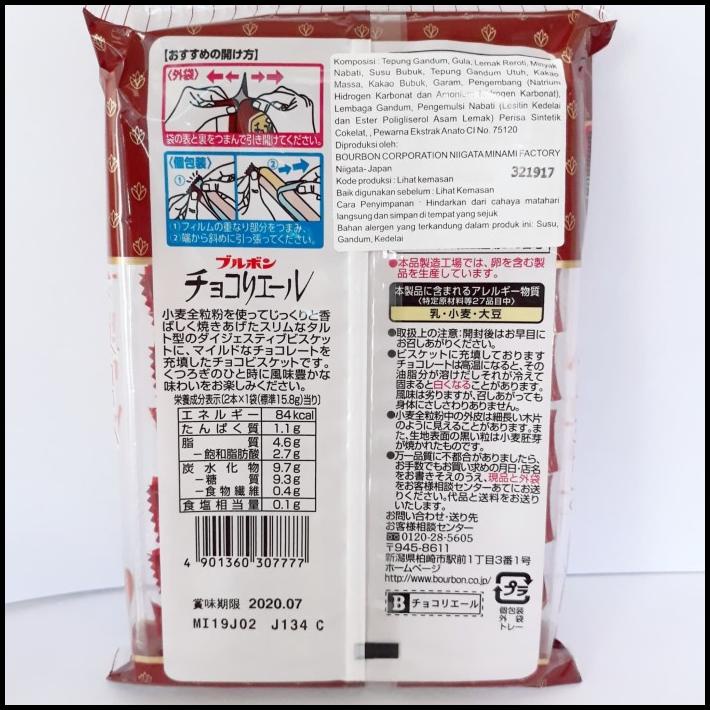 【おすすめの開け方】
〈外袋〉
袋の表と裏をつまんで引き開けてください。
〈個包装〉
① ②
①フィルムの重なり部分をつまみ、
②端から斜めに引っ張ってください。
Komposisi : Tepung Gandum, Gula, Lemak Reroti, Minyak
Nabati, Susu Bubuk, Tepung Gandum Utuh, Kakao
Massa, Kakao Bubuk, Garam, Pengembang (Natrium
Hidrogen Karbonat dan Amonium Hidrogen Karbonat),
Lembaga Gandum, Pengemulsi Nabati (Lesitin Kedelai
dan Ester Poligliserol Asam Lemak) Perisa Sintetik
Cokelat, , Pewarna Ekstrak Anato CI No. 75120
Diproduksi oleh:
BOURBON CORPORATION NIIGATAMINAMI FACTORY
Niigata- Japan
321917
Kode produksi : Lihat kemasan
Baik digunakan sebelum : Lihat Kemasan
Cara Penyimpanan : Hindarkan dari cahaya matahari
langsung dan simpan di tempat yang sejuk
Bahan alergen yang terkandung dalam produk ini: Susu,
Gandum, Kedelai
ブルボン
チョコリエール
小麦全粒粉を使ってじっくりと香
ばしく焼きあげたスリムなタル
ト型のダイジェスティブビスケッ
トに、マイルドなチョコレートを
充填したチョコビスケットです。
くつろぎのひと時に風味豊かな
味わいをお楽しみください。
栄養成分表示(2本×1袋(標準15.8g)当り)
エネルギー 84kcal
たんぱく質 1.1g
脂質 4.6g
－飽和脂肪酸 2.7g
炭水化物 9.7g
－糖質 9.3g
－食物繊維 0.4g
食塩相当量 0.1g
4 901360 307777
賞味期限 2020.07
MI19J02 J134 C
●本品製造工場では、卵を含む製
品を生産しています。
本製品に含まれるアレルギー物質
〈特定原材料等27品目中〉
乳・小麦・大豆
●取扱上の注意:開封後はお早目に
お召しあがりください。
●ビスケットに充填しております
チョコレートは高温になると、その
油脂分が溶けだしそれが冷えて
固まると白くなることがあります。
風味は劣りますが、召しあがっても
身体にさしさわりありません。
●小麦全粒粉中の外皮は細長い木片
のように見えることがあります。ま
た、生地表面の黒い粒は小麦胚芽
が焼かれたものです。
●万一品質に不都合がありましたら、
お手数でもお買い求めの月日・店名
をお書きそえのうえ、現品と外袋
をお客様相談センターあてにお送
りください。代品と送料をお送り
いたします。
お問い合わせ・送り先
お客様相談センター
0120-28-5605
〒945-8611
新潟県柏崎市駅前1丁目3番1号
ホームページ
http://www.bourbon.co.jp/
B チョコリエール
プラ
個包装
外袋
トレー